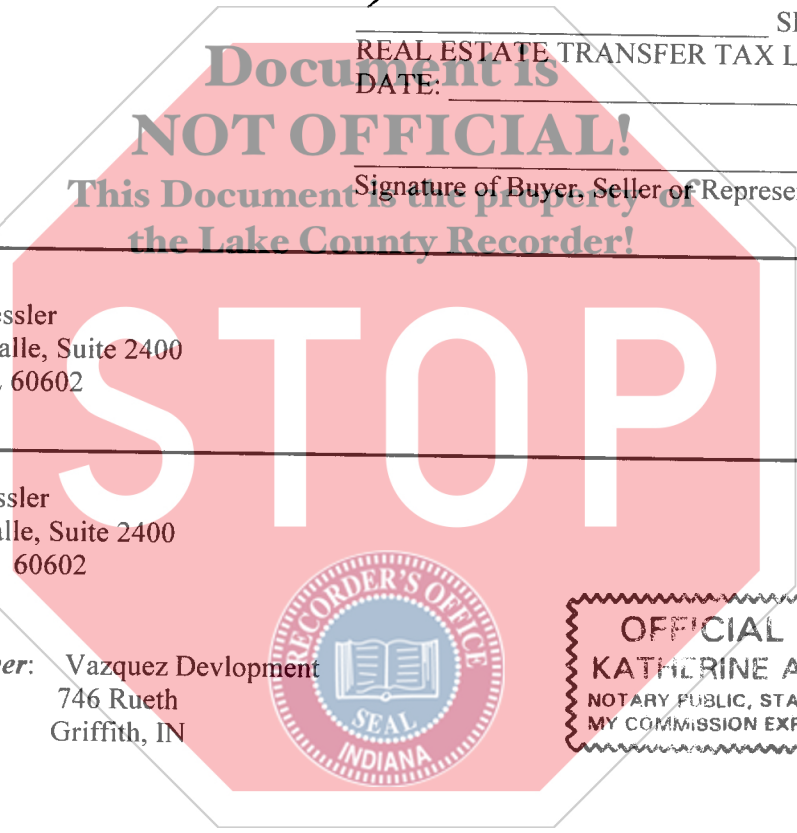 SI
REAL ESTATE TRANSFER TAX L
DATE:
Document is
NOT OFFICIAL!
This Document is the property of
the Lake County Recorder!
Signature of Buyer, Seller or Represe
ssler
alle, Suite 2400
60602
STOP
ssler
alle, Suite 2400
60602
er: Vazquez Devlopment
746 Rueth
Griffith, IN
RECORDER'S OFFICE
SEAL
INDIANA
OFFICIAL
KATHERINE A
NOTARY PUBLIC, STA
MY COMMISSION EXP